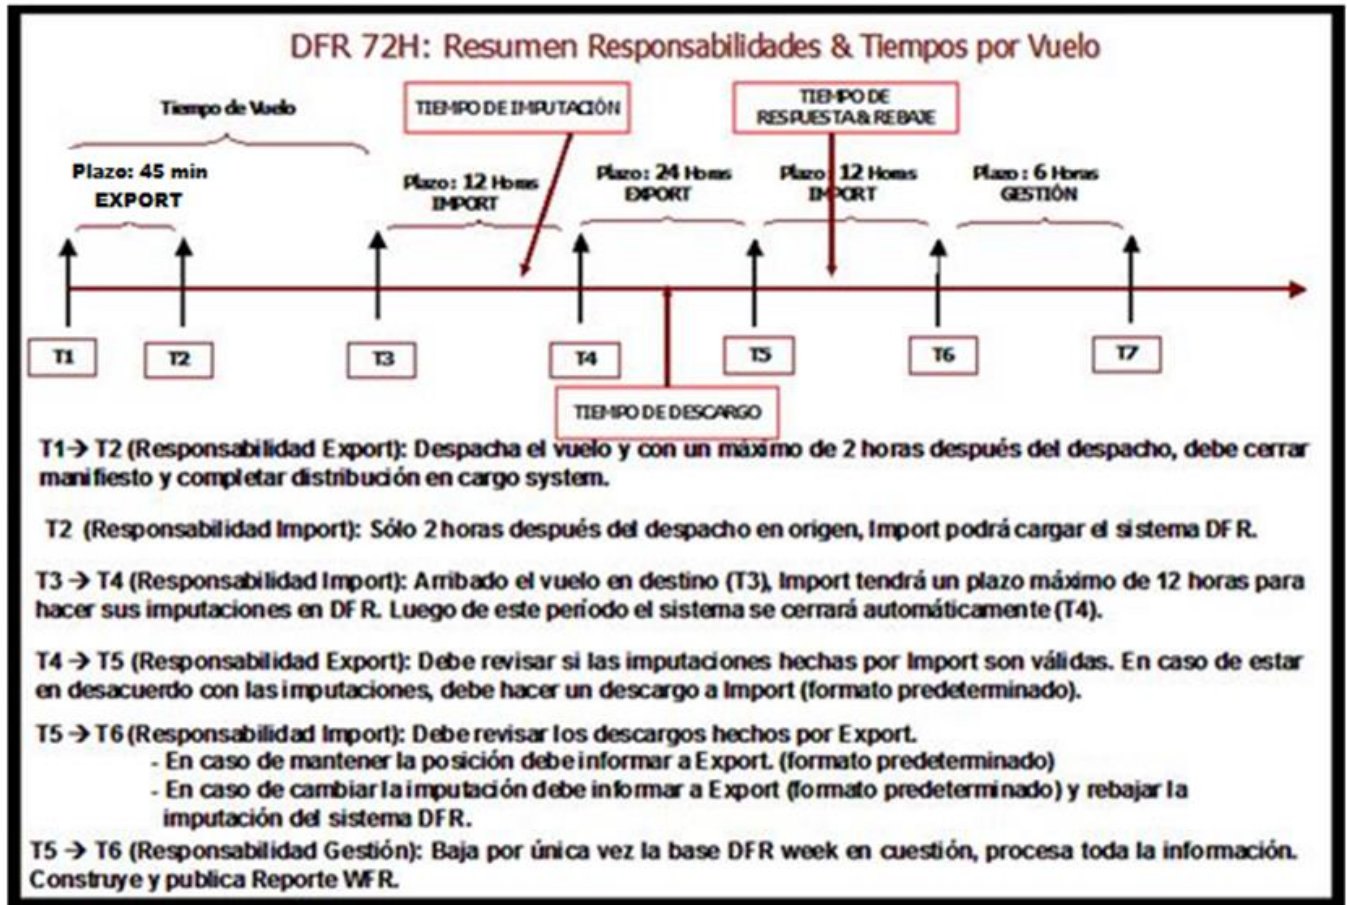 DFR 72H: Resumen Responsabilidades & Tiempos por Vuelo
Tiempo de Vuelo
TIEMPO DE IMPUTACIÓN
TIEMPO DE
RESPUESTA & REBAJE
Plazo: 45 min
EXPORT
Plazo: 12 Horas
IMPORT
Plazo: 24 Horas
EXPORT
Plazo: 12 Horas
IMPORT
Plazo: 6 Horas
GESTIÓN
T1
T2
T3
T4
T5
T6
T7
TIEMPO DE DESCARGO
T1→ T2 (Responsabilidad Export): Despacha el vuelo y con un máximo de 2 horas después del despacho, debe cerrar
manifiesto y completar distribución en cargo system.
T2 (Responsabilidad Import): Sólo 2 horas después del despacho en origen, Import podrá cargar el sistema DFR.
T3 → T4 (Responsabilidad Import): Arribado el vuelo en destino (T3), Import tendrá un plazo máximo de 12 horas para
hacer sus imputaciones en DFR. Luego de este período el sistema se cerrará automáticamente (T4).
T4 → T5 (Responsabilidad Export): Debe revisar si las imputaciones hechas por Import son válidas. En caso de estar
en desacuerdo con las imputaciones, debe hacer un descargo a Import (formato predeterminado).
T5 → T6 (Responsabilidad Import): Debe revisar los descargos hechos por Export.
- En caso de mantener la posición debe informar a Export. (formato predeterminado)
- En caso de cambiar la imputación debe informar a Export (formato predeterminado) y rebajar la
imputación del sistema DFR.
T5 → T6 (Responsabilidad Gestión): Baja por única vez la base DFR week en cuestión, procesa toda la información.
Construye y publica Reporte WFR.